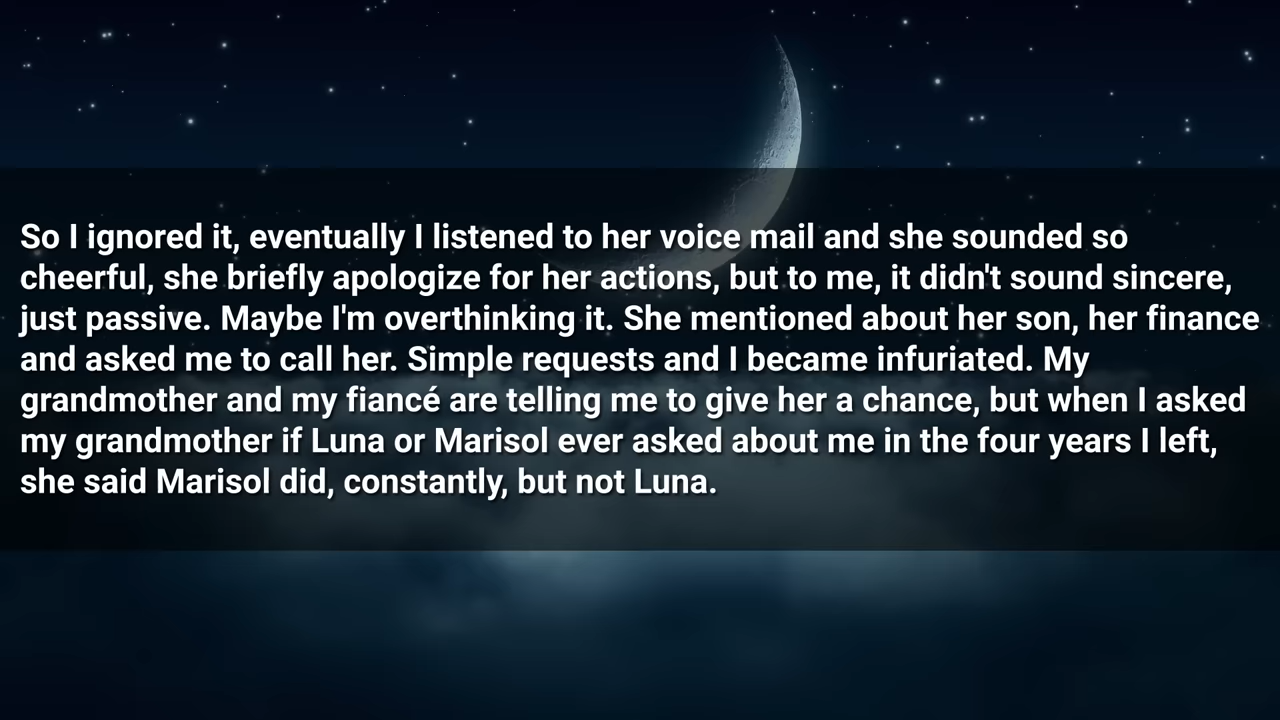 So I ignored it, eventually I listened to her voice mail and she sounded so
cheerful, she briefly apologize for her actions, but to me, it didn't sound sincere,
just passive. Maybe I'm overthinking it. She mentioned about her son, her finance
and asked me to call her. Simple requests and I became infuriated. My
grandmother and my fiancé are telling me to give her a chance, but when I asked
my grandmother if Luna or Marisol ever asked about me in the four years I left,
she said Marisol did, constantly, but not Luna.